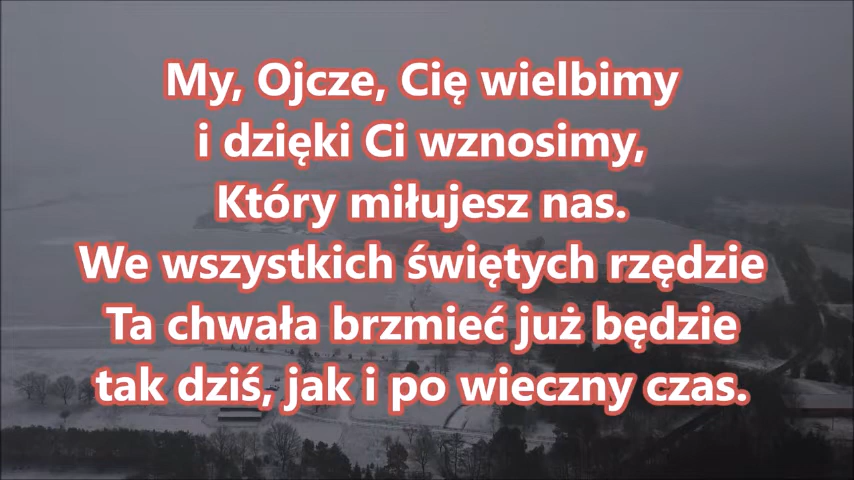 My, Ojcze, Cię wielbimy
i dzięki Ci wznosimy,
Który miłujesz nas.
We wszystkich świętych rzędzie
Ta chwała brzmieć już będzie
tak dziś, jak i po wieczny czas.